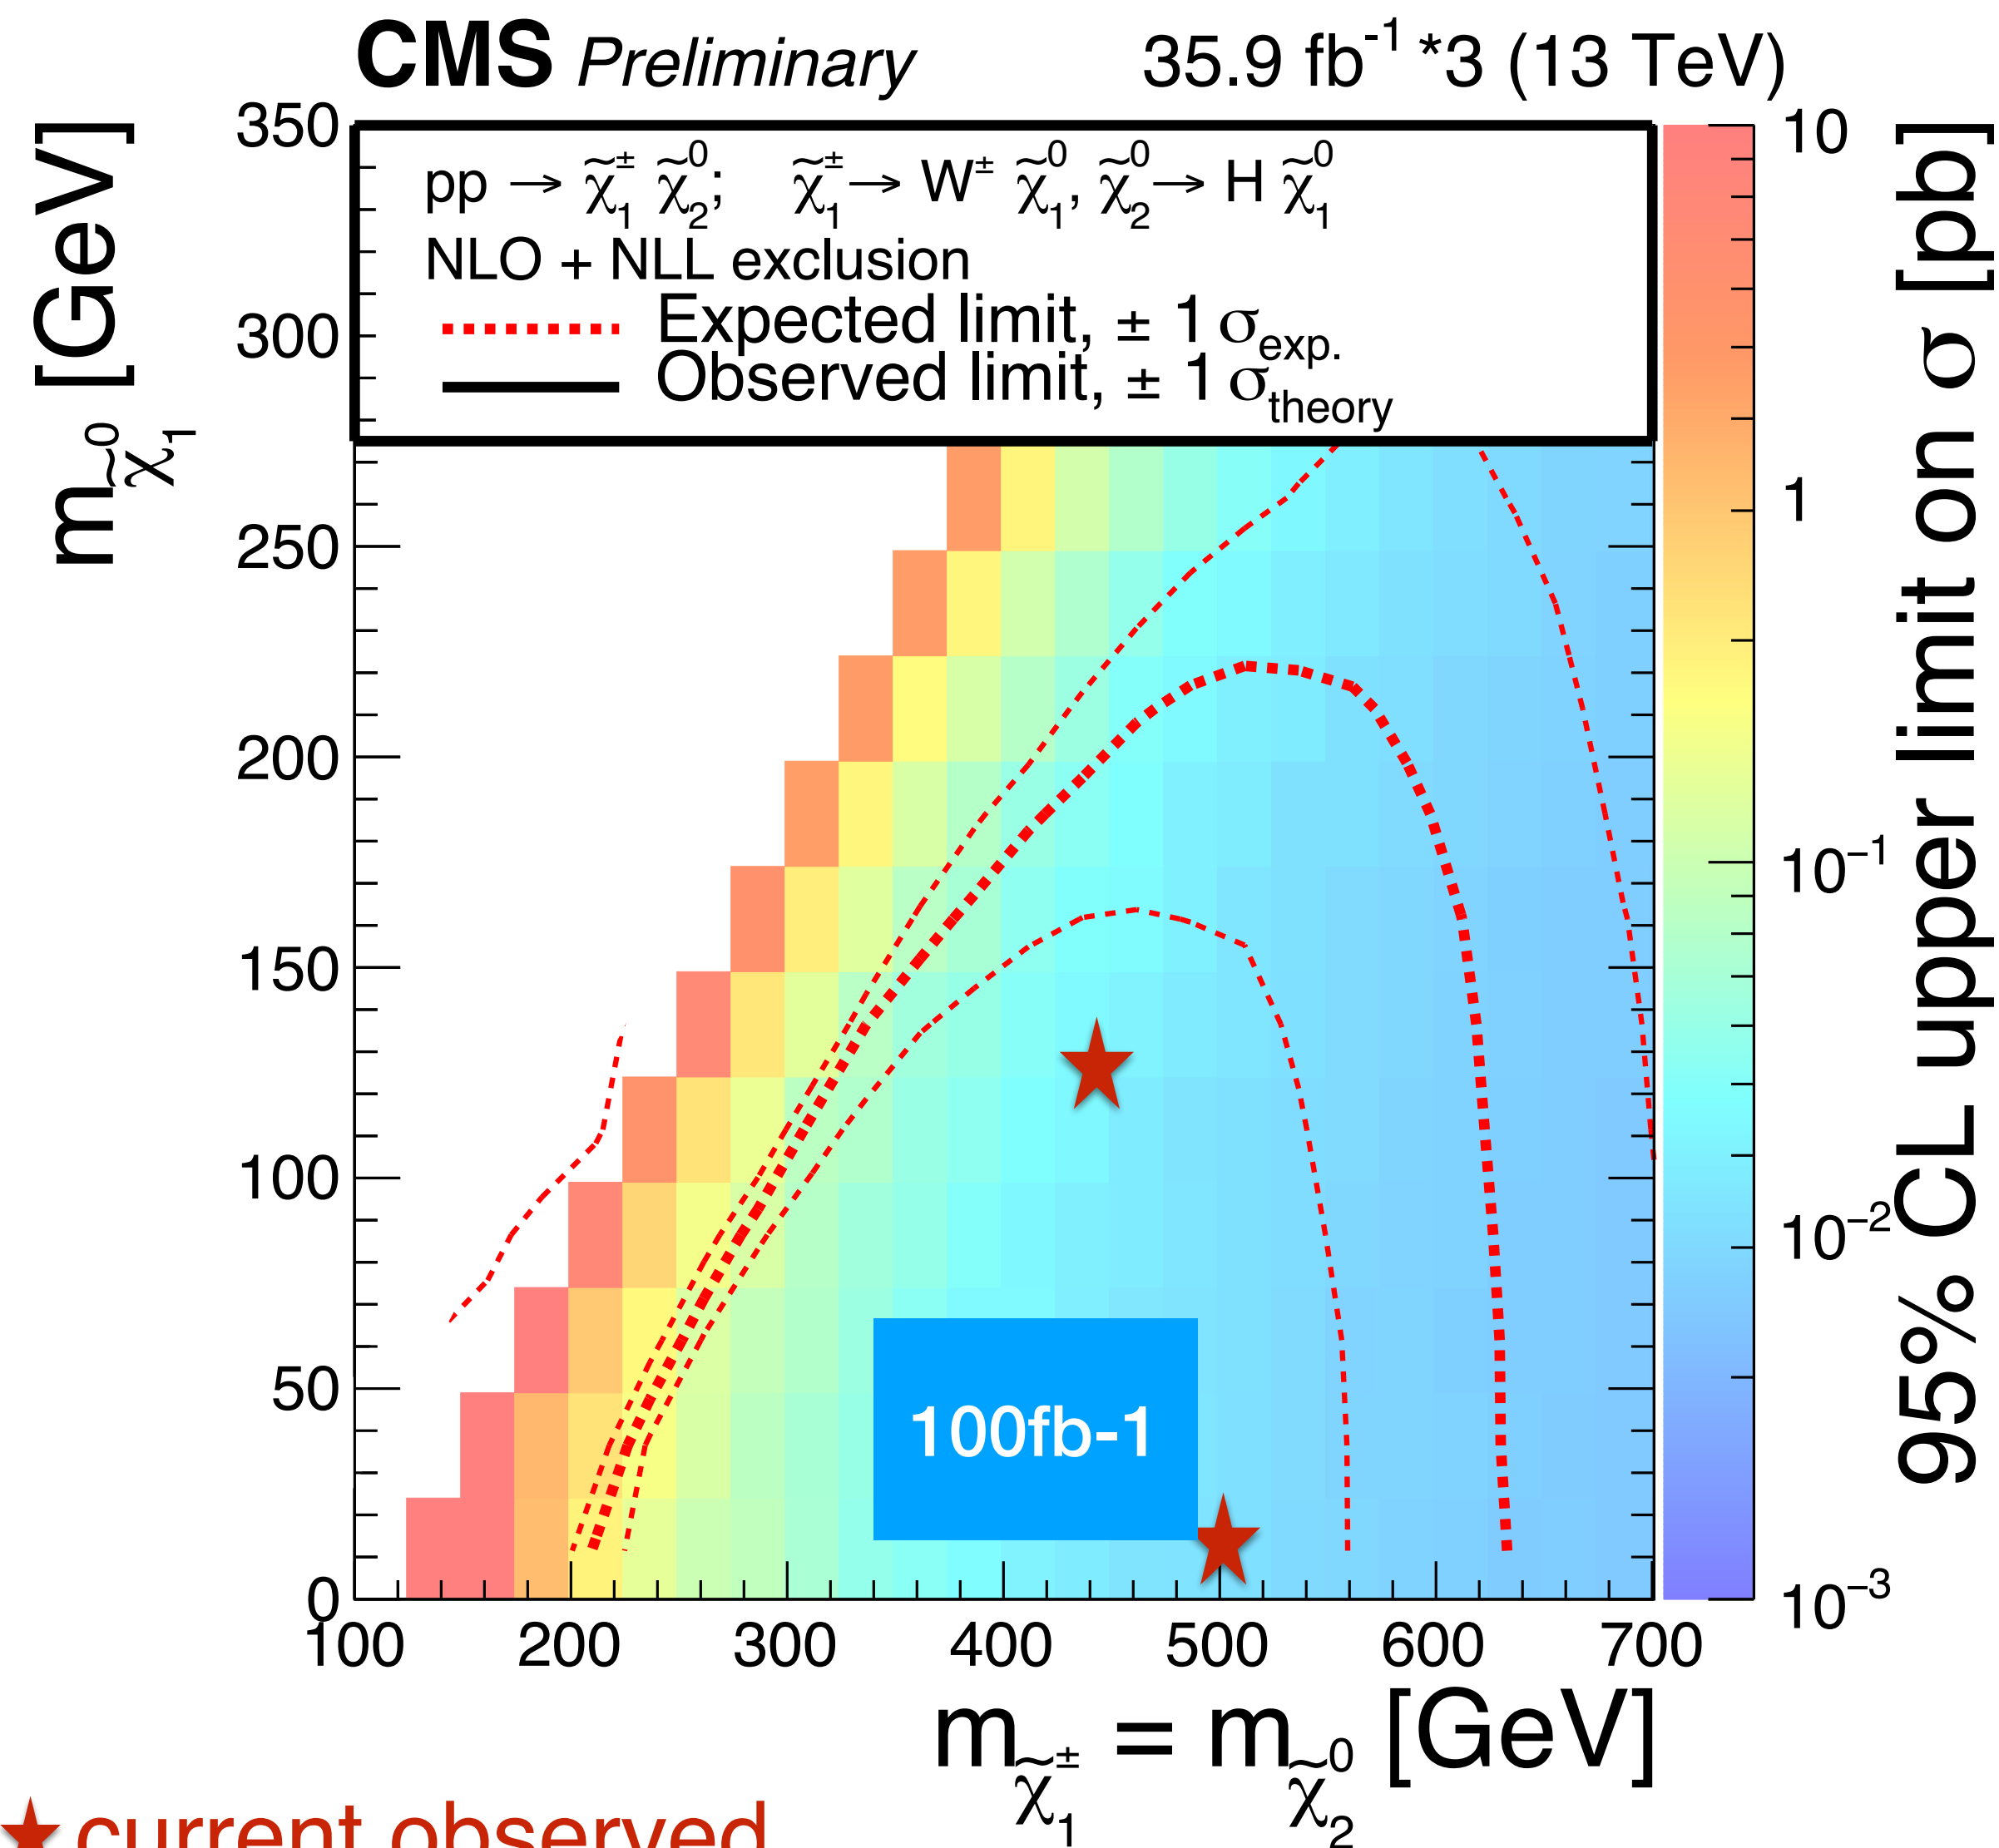 CMS Preliminary 35.9 fb⁻¹ *3 (13 TeV)
pp → χ̃₁± χ̃₂⁰; χ̃₁± → W± χ̃₁⁰, χ̃₂⁰ → H χ̃₁⁰
NLO + NLL exclusion
Expected limit, ± 1 σexp.
Observed limit, ± 1 σtheory
m χ̃₁⁰ [GeV]
350
300
250
200
150
100
50
0
100 200 300 400 500 600 700
m χ̃₁± = m χ̃₂⁰ [GeV]
100fb-1
10
1
10⁻¹
10⁻²
10⁻³
95% CL upper limit on σ [pb]
current observed